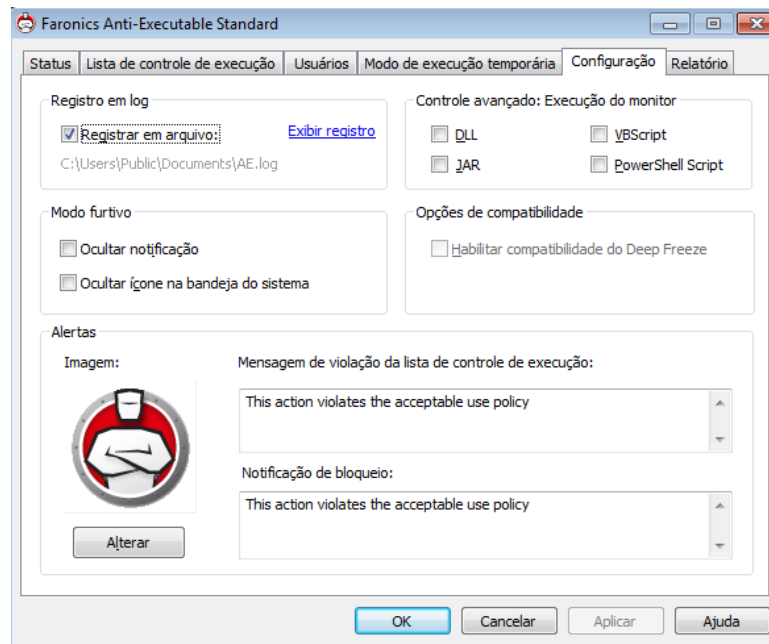 Faronics Anti-Executable Standard
Status Lista de controle de execução Usuários Modo de execução temporária Configuração Relatório
Registro em log
Registrar em arquivo: Exibir registro
C:\Users\Public\Documents\AE.log
Controle avançado: Execução do monitor
DLL VBScript
JAR PowerShell Script
Modo furtivo
Ocultar notificação
Ocultar ícone na bandeja do sistema
Opções de compatibilidade
Habilitar compatibilidade do Deep Freeze
Alertas
Imagem:
Alterar
Mensagem de violação da lista de controle de execução:
This action violates the acceptable use policy
Notificação de bloqueio:
This action violates the acceptable use policy
OK Cancelar Aplicar Ajuda